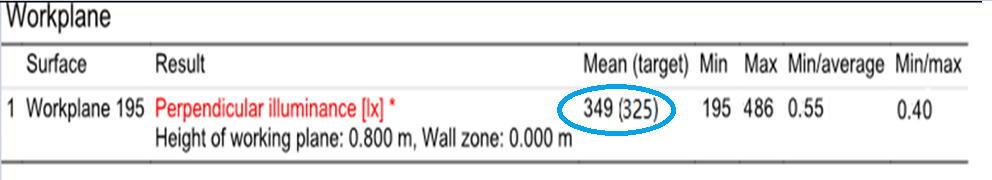 Workplane
Surface Result Mean (target) Min Max Min/average Min/max
1 Workplane 195 Perpendicular illuminance [lx] * 349 (325) 195 486 0.55 0.40
Height of working plane: 0.800 m, Wall zone: 0.000 m